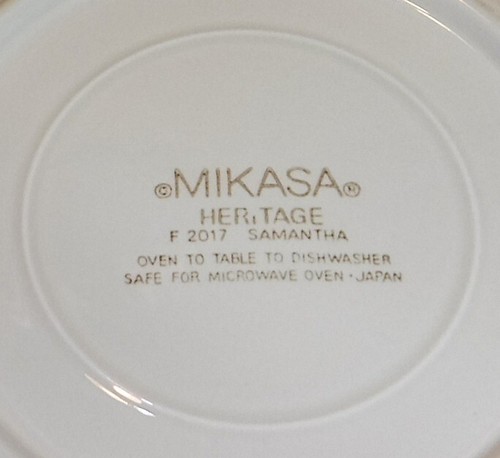 ©MIKASA®
HERITAGE
F 2017 SAMANTHA
OVEN TO TABLE TO DISHWASHER
SAFE FOR MICROWAVE OVEN • JAPAN